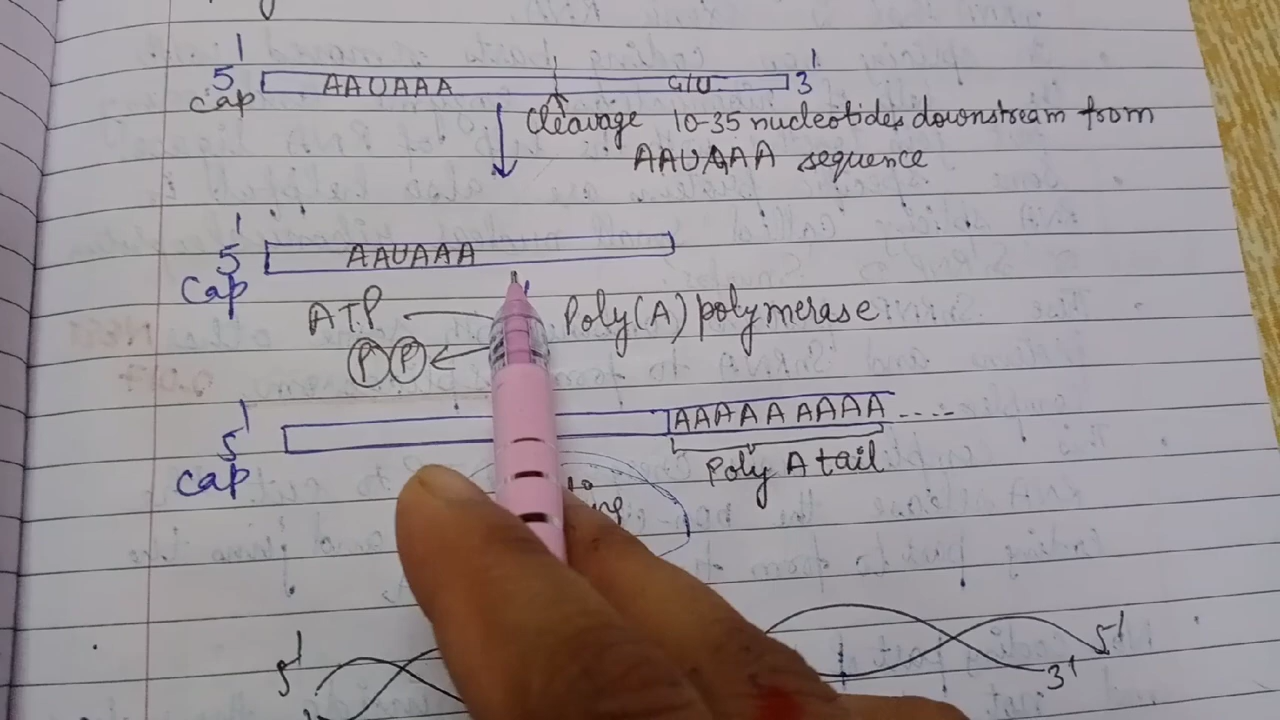 5' AAUAAA G/U 3'
Cap
Cleavage 10-35 nucleotides downstream from
AAUAAA sequence
5' AAUAAA
Cap
ATP Poly(A) polymerase
P P
5' AAAAAAAAA ....
Cap
Poly A tail
5' 5'
3'